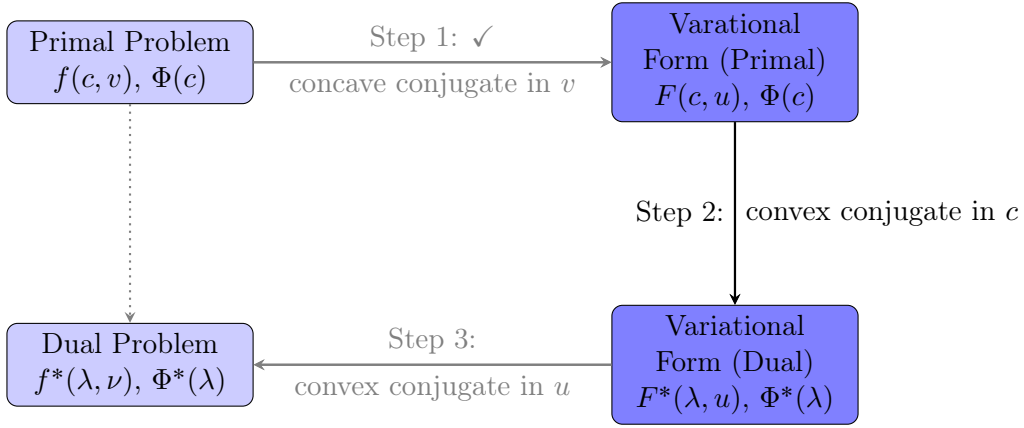 Primal Problem
f(c, v), Φ(c)
Step 1: ✓
concave conjugate in v
Varational
Form (Primal)
F(c, u), Φ(c)
Step 2: convex conjugate in c
Dual Problem
f*(λ, ν), Φ*(λ)
Step 3:
convex conjugate in u
Variational
Form (Dual)
F*(λ, u), Φ*(λ)